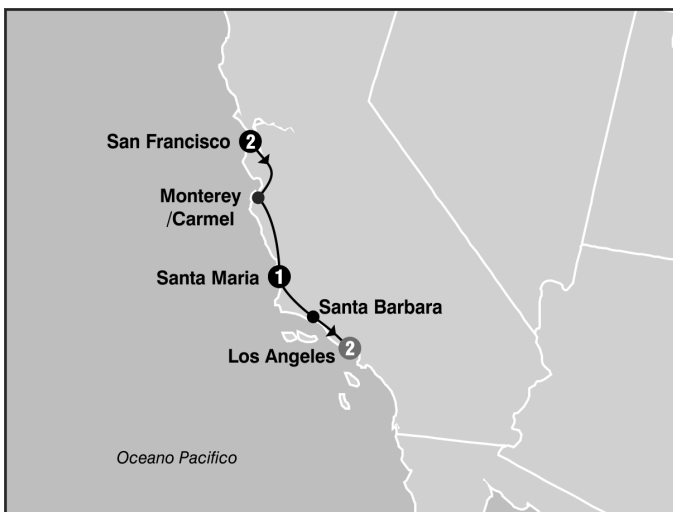 San Francisco 2
Monterey
/Carmel
Santa Maria 1
Santa Barbara
Los Angeles 2
Oceano Pacifico